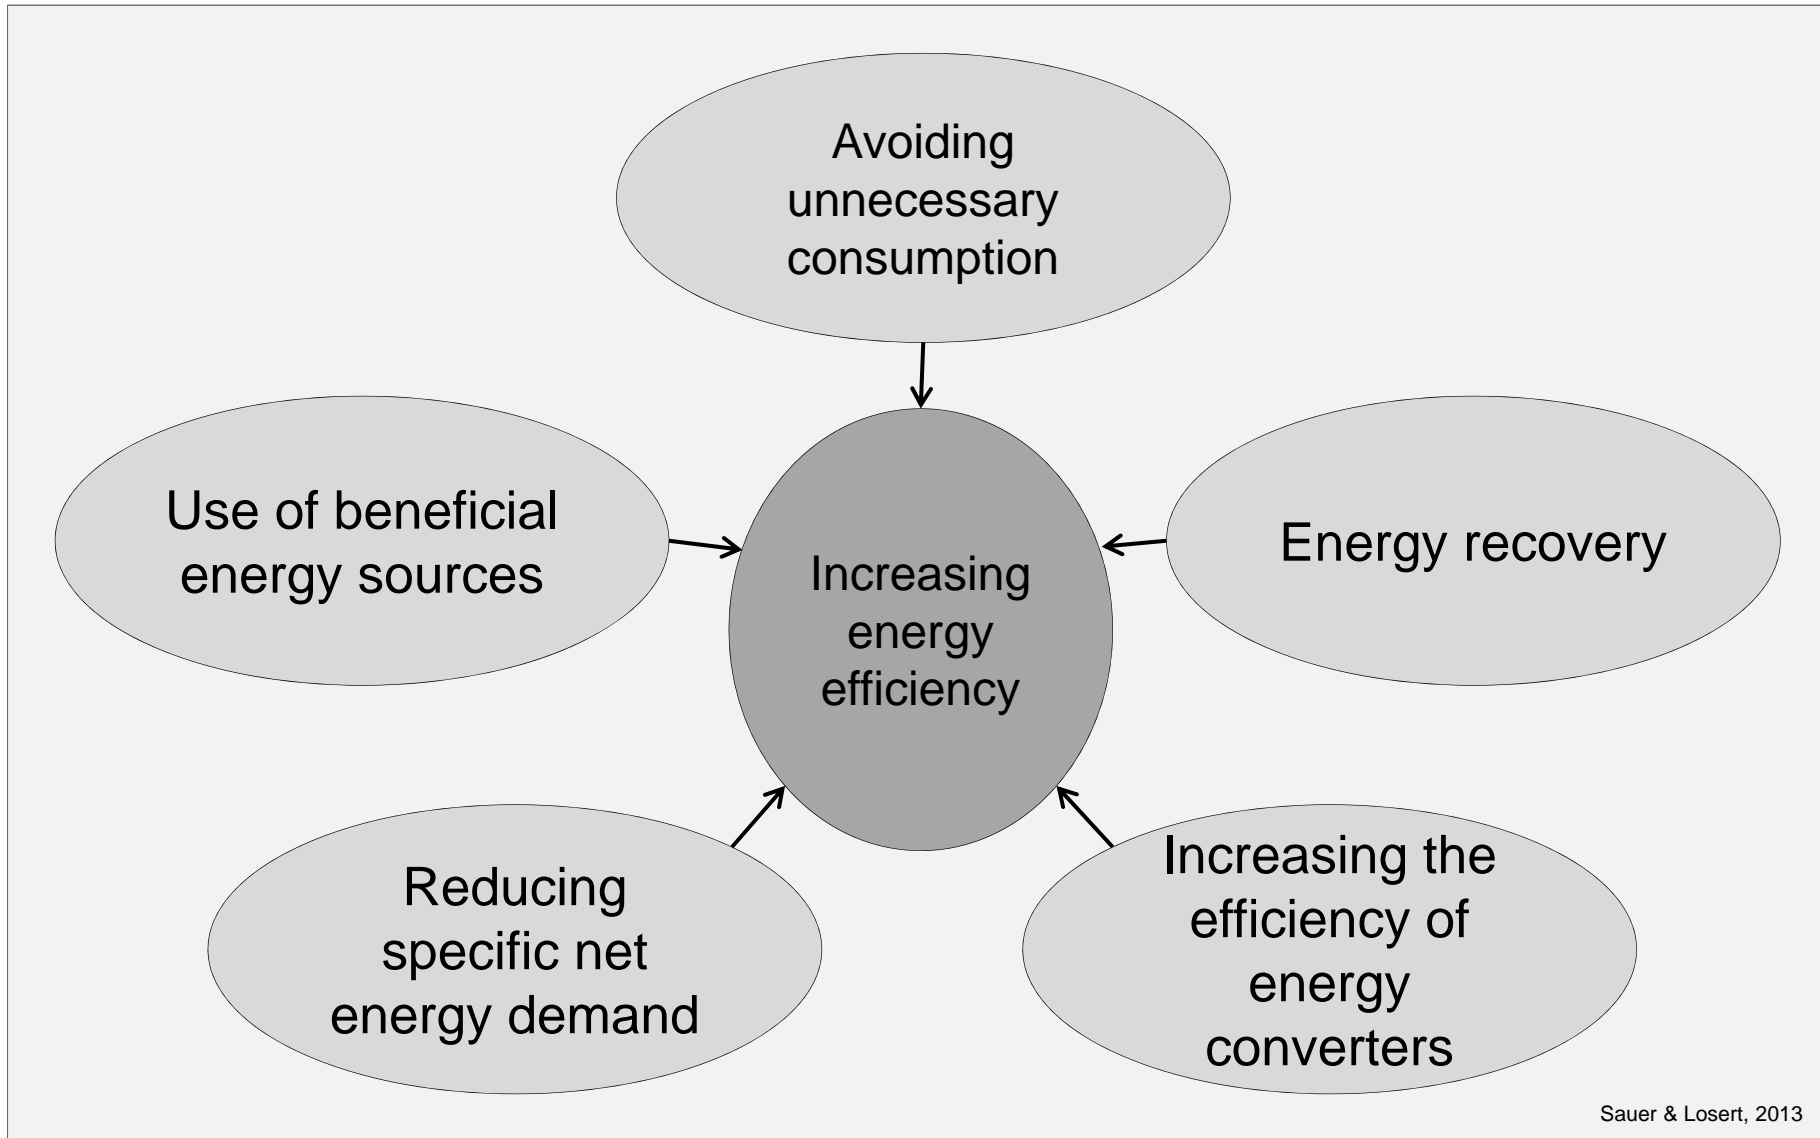 Avoiding
unnecessary
consumption
Use of beneficial
energy sources
Energy recovery
Increasing
energy
efficiency
Reducing
specific net
energy demand
Increasing the
efficiency of
energy
converters
Sauer & Losert, 2013